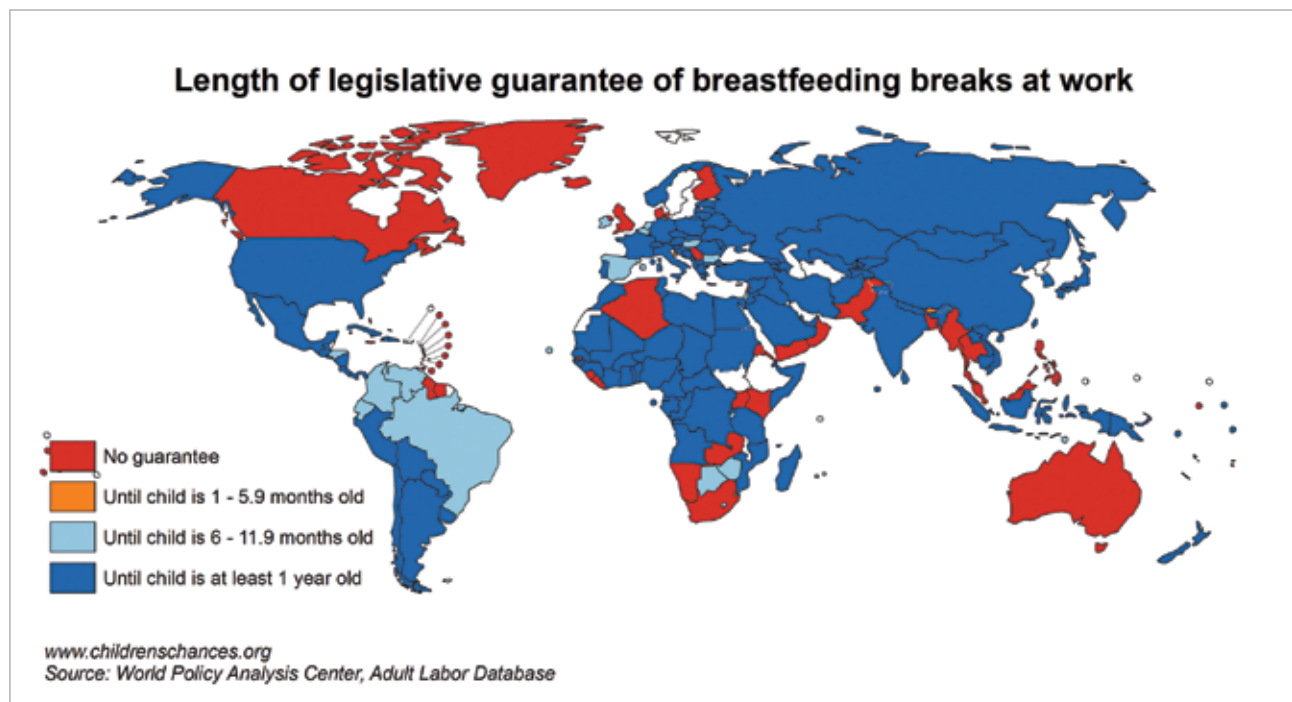 Length of legislative guarantee of breastfeeding breaks at work
No guarantee
Until child is 1 - 5.9 months old
Until child is 6 - 11.9 months old
Until child is at least 1 year old
www.childrenschances.org
Source: World Policy Analysis Center, Adult Labor Database